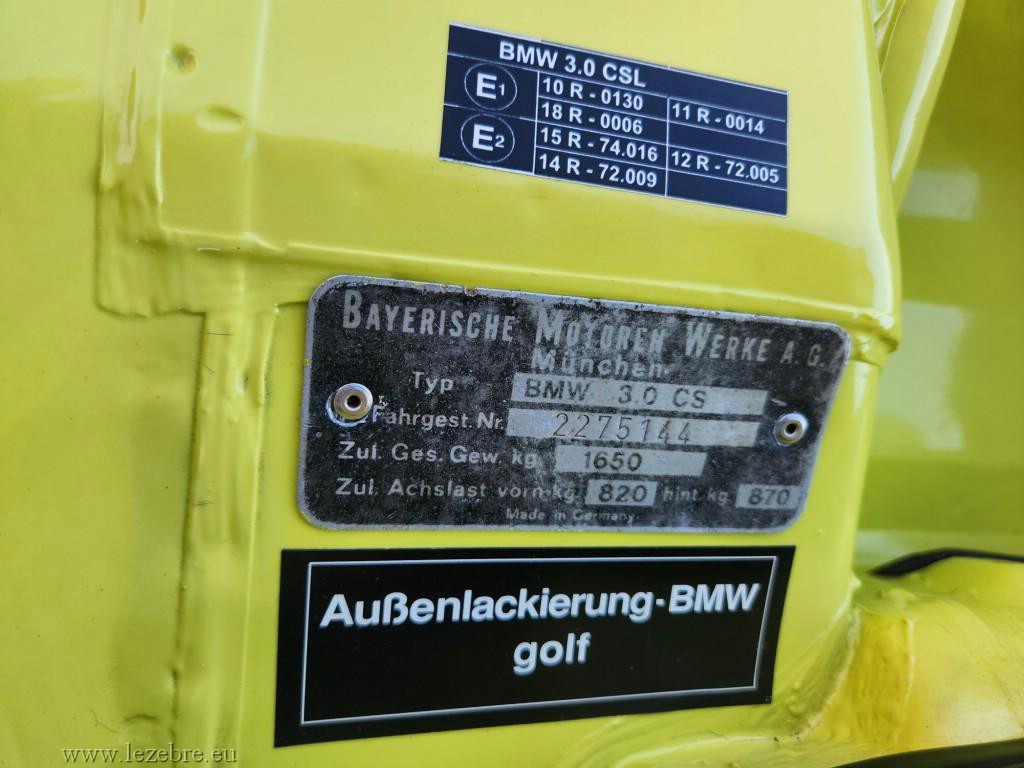 BMW 3.0 CSL
E1 10 R - 0130 11 R - 0014
18 R - 0006
E2 15 R - 74.016 12 R - 72.005
14 R - 72.009
BAYERISCHE MOTOREN WERKE A.G.
München
Typ BMW 3.0 CS
Fahrgest. Nr. 2275144
Zul. Ges. Gew. kg 1650
Zul. Achslast vorn kg 820 hint. kg 870
Made in Germany
Außenlackierung-BMW
golf
www.lezebre.eu